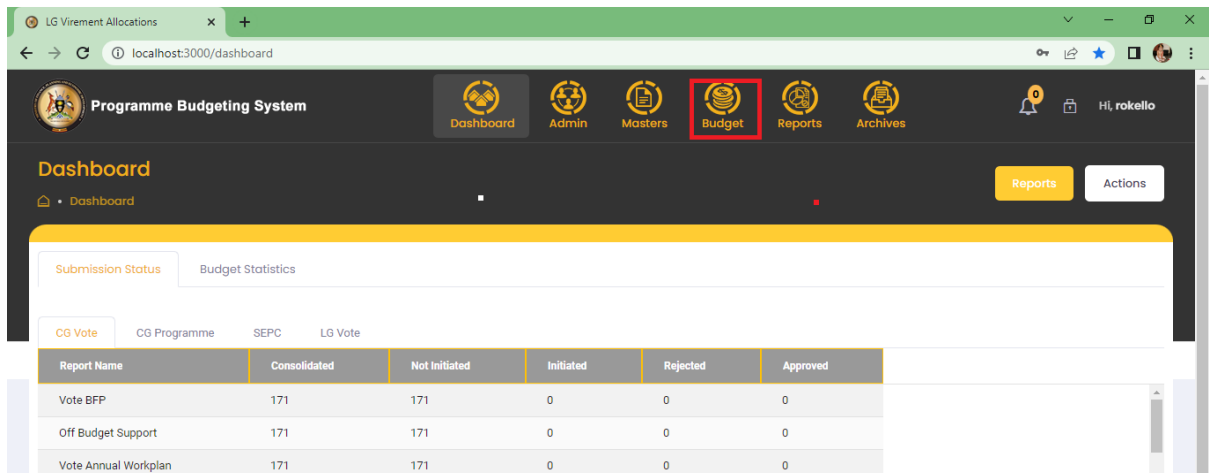 LG Virement Allocations
localhost:3000/dashboard
Programme Budgeting System
Dashboard Admin Masters Budget Reports Archives
0
Hi, rokello
Dashboard
Dashboard
Reports Actions
Submission Status Budget Statistics
CG Vote CG Programme SEPC LG Vote
Report Name Consolidated Not Initiated Initiated Rejected Approved
Vote BFP 171 171 0 0 0
Off Budget Support 171 171 0 0 0
Vote Annual Workplan 171 171 0 0 0